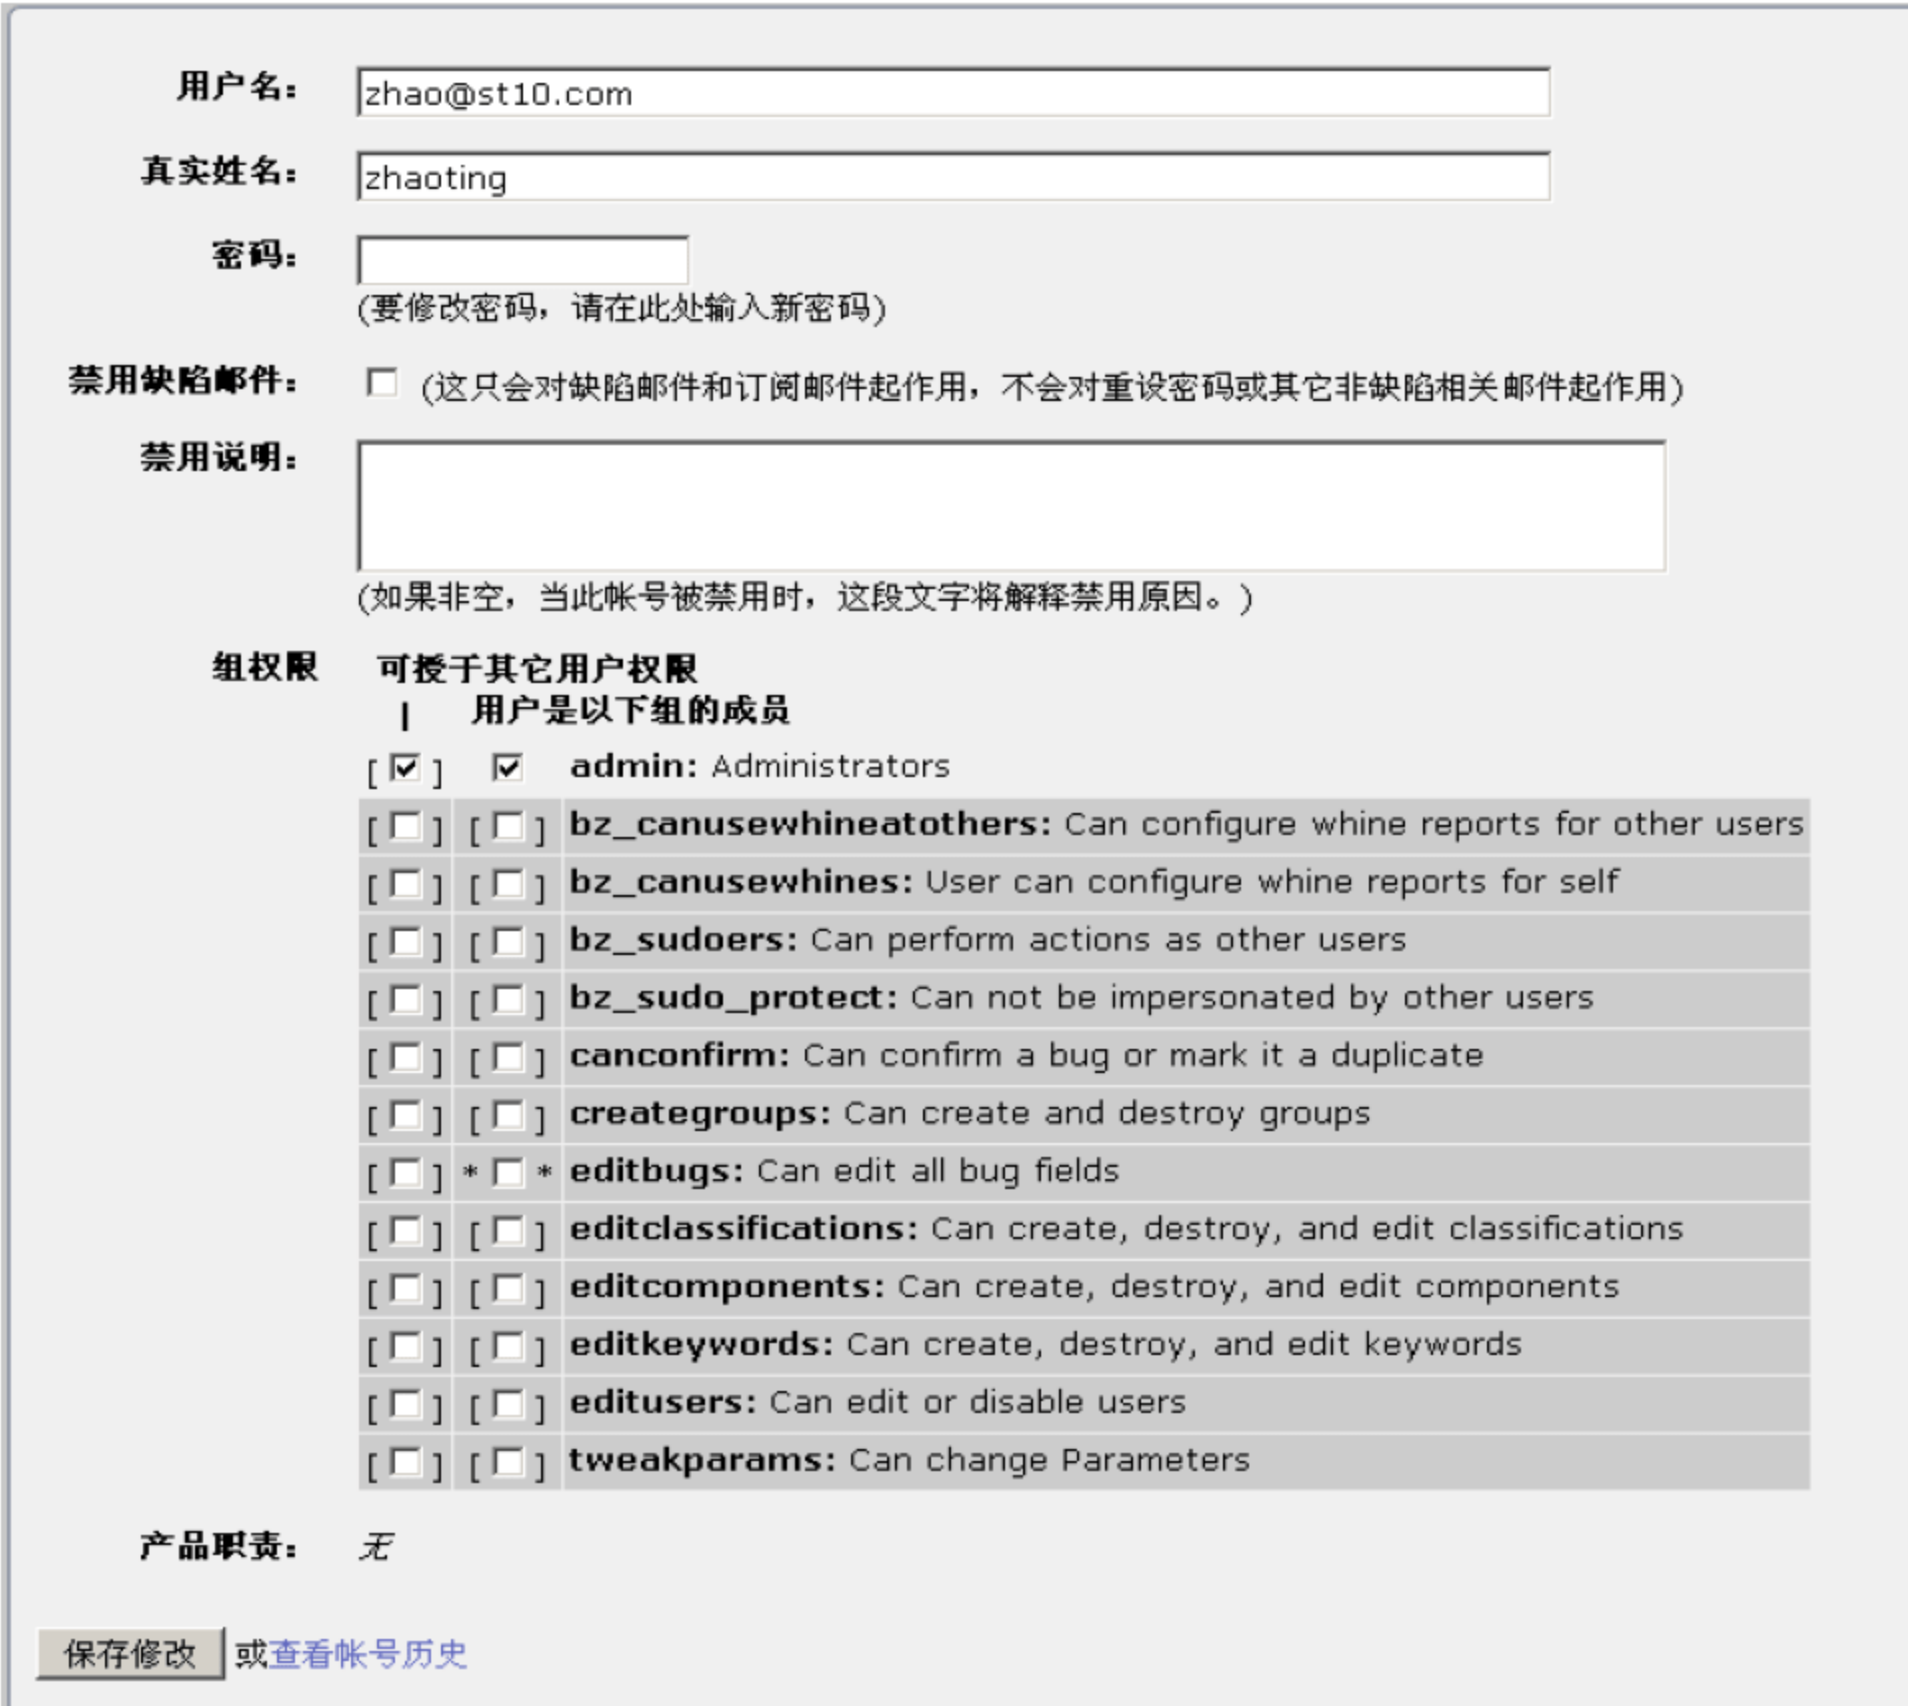 用户名：
zhao@st10.com
真实姓名：
zhaoting
密码：
(要修改密码，请在此处输入新密码)
禁用缺陷邮件：
(这只会对缺陷邮件和订阅邮件起作用，不会对重设密码或其它非缺陷相关邮件起作用)
禁用说明：
(如果非空，当此帐号被禁用时，这段文字将解释禁用原因。)
组权限 可授于其它用户权限
| 用户是以下组的成员
[ ] admin: Administrators
[ ] [ ] bz_canusewhineatothers: Can configure whine reports for other users
[ ] [ ] bz_canusewhines: User can configure whine reports for self
[ ] [ ] bz_sudoers: Can perform actions as other users
[ ] [ ] bz_sudo_protect: Can not be impersonated by other users
[ ] [ ] canconfirm: Can confirm a bug or mark it a duplicate
[ ] [ ] creategroups: Can create and destroy groups
[ ] * * editbugs: Can edit all bug fields
[ ] [ ] editclassifications: Can create, destroy, and edit classifications
[ ] [ ] editcomponents: Can create, destroy, and edit components
[ ] [ ] editkeywords: Can create, destroy, and edit keywords
[ ] [ ] editusers: Can edit or disable users
[ ] [ ] tweakparams: Can change Parameters
产品职责： 无
保存修改 或查看帐号历史